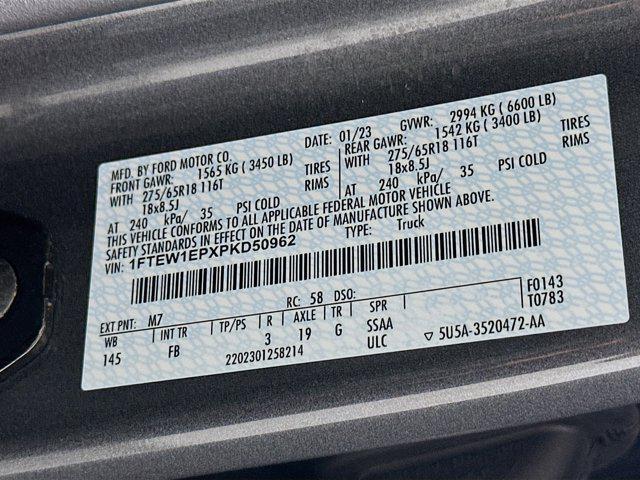 MFD. BY FORD MOTOR CO. DATE: 01/23 GVWR: 2994 KG ( 6600 LB)
FRONT GAWR: 1565 KG ( 3450 LB) REAR GAWR: 1542 KG ( 3400 LB)
WITH 275/65R18 116T TIRES WITH 275/65R18 116T TIRES
18x8.5J RIMS 18x8.5J RIMS
AT 240 kPa/ 35 PSI COLD AT 240 kPa/ 35 PSI COLD
THIS VEHICLE CONFORMS TO ALL APPLICABLE FEDERAL MOTOR VEHICLE
SAFETY STANDARDS IN EFFECT ON THE DATE OF MANUFACTURE SHOWN ABOVE.
VIN: 1FTEW1EPXPKD50962 TYPE: Truck
EXT PNT: M7 RC: 58 DSO: F0143
T0783
WB INT TR TP/PS R AXLE TR SPR
145 FB 3 19 G SSAA
ULC 5U5A-3520472-AA
2202301258214